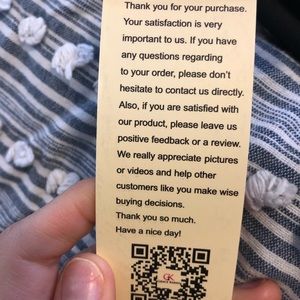 Thank you for your purchase.
Your satisfaction is very
important to us. If you have
any questions regarding
to your order, please don't
hesitate to contact us directly.
Also, if you are satisfied with
our product, please leave us
positive feedback or a review.
We really appreciate pictures
or videos and help other
customers like you make wise
buying decisions.
Thank you so much.
Have a nice day!
GK